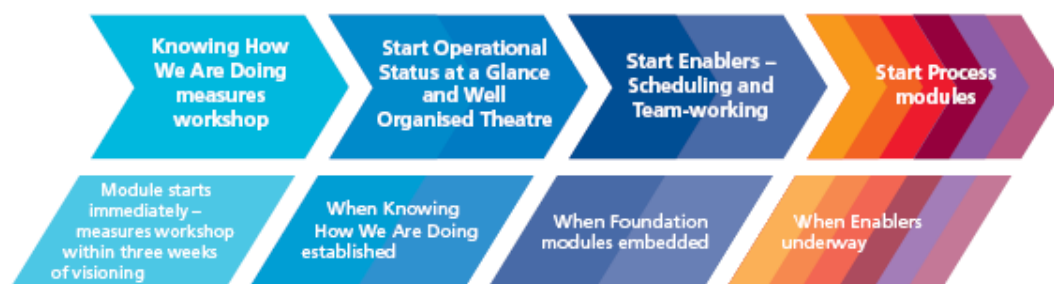 Knowing How
We Are Doing
measures
workshop
Start Operational
Status at a Glance
and Well
Organised Theatre
Start Enablers –
Scheduling and
Team-working
Start Process
modules
Module starts
immediately –
measures workshop
within three weeks
of visioning
When Knowing
How We Are Doing
established
When Foundation
modules embedded
When Enablers
underway